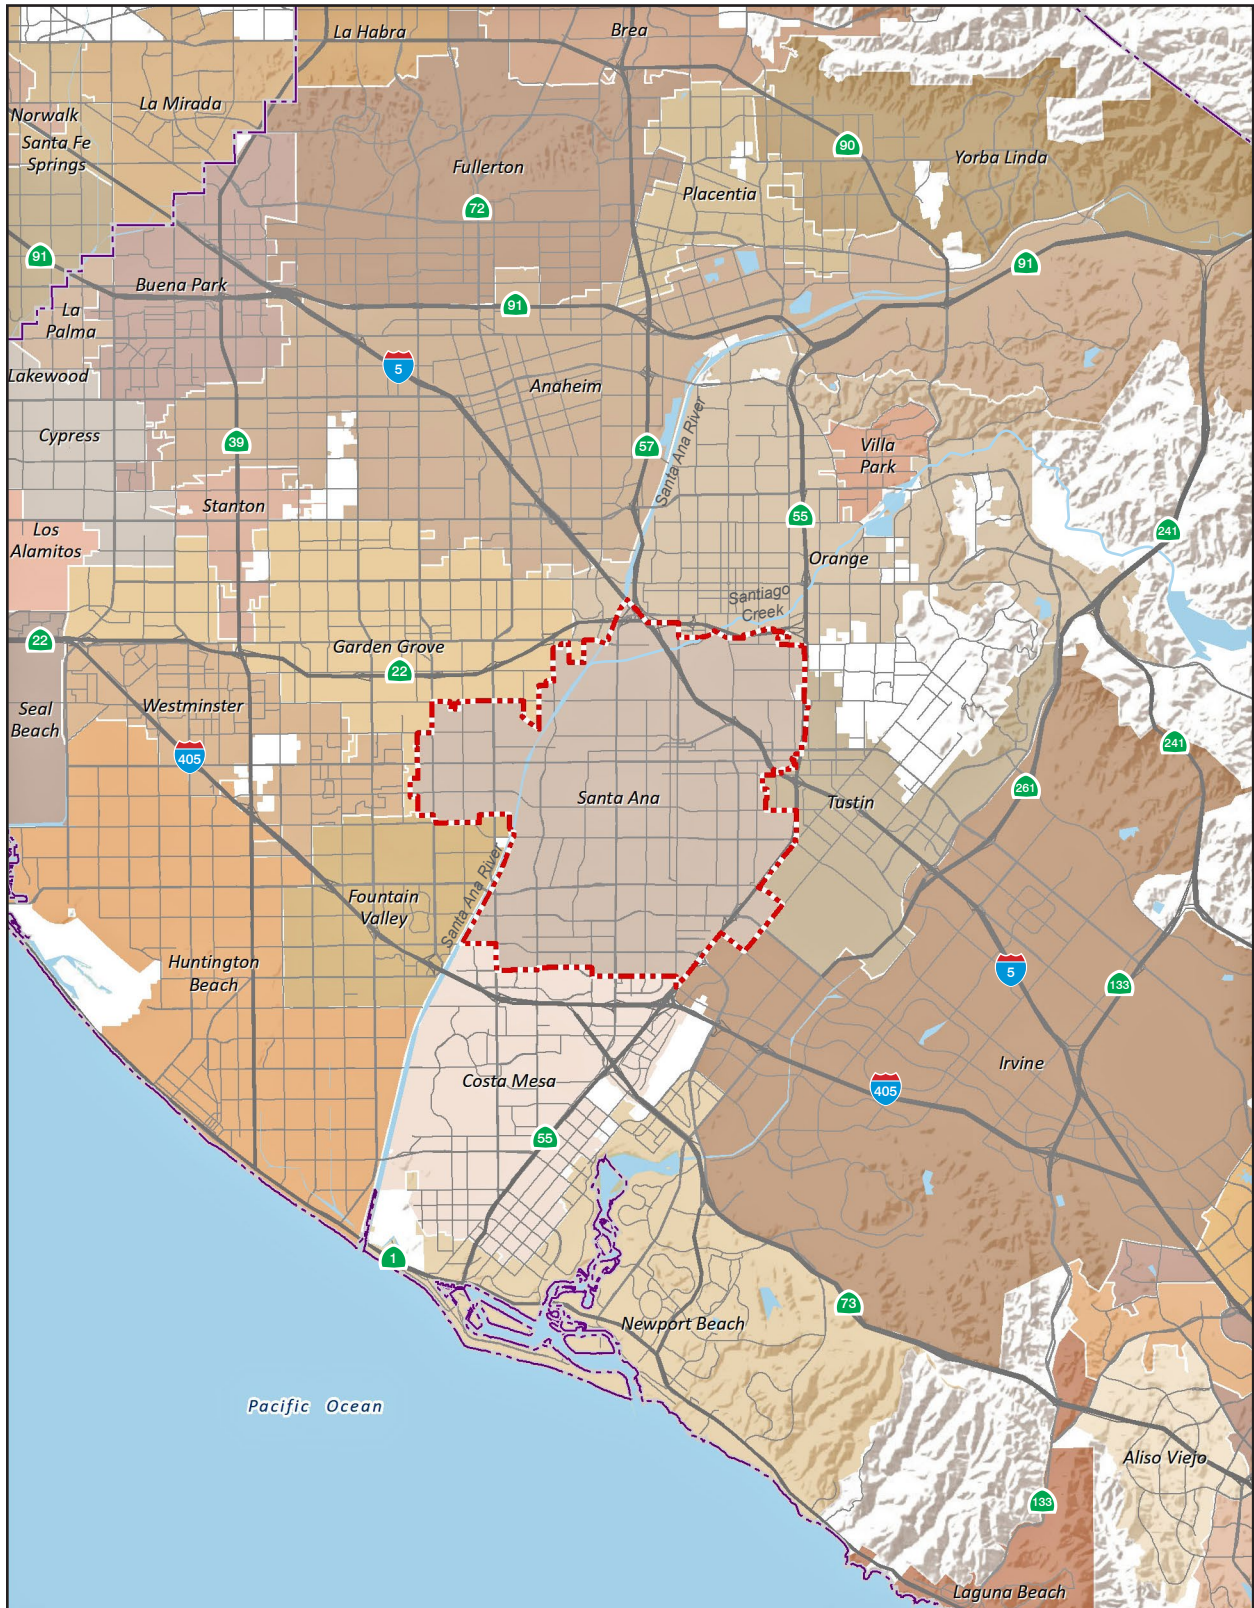 La Habra
Brea
La Mirada
Norwalk
Santa Fe
Springs
90
Yorba Linda
Fullerton
Placentia
72
91
91
Buena Park
91
La
Palma
5
Lakewood
Anaheim
Cypress
39
57
Santa Ana River
Villa
Park
Stanton
55
241
Los
Alamitos
Orange
Santiago
Creek
22
Garden Grove
22
Seal
Beach
Westminster
405
241
261
Santa Ana
Tustin
Fountain
Valley
Santa Ana River
Huntington
Beach
5
133
Irvine
Costa Mesa
405
55
1
73
Newport Beach
Pacific Ocean
Aliso Viejo
133
Laguna Beach